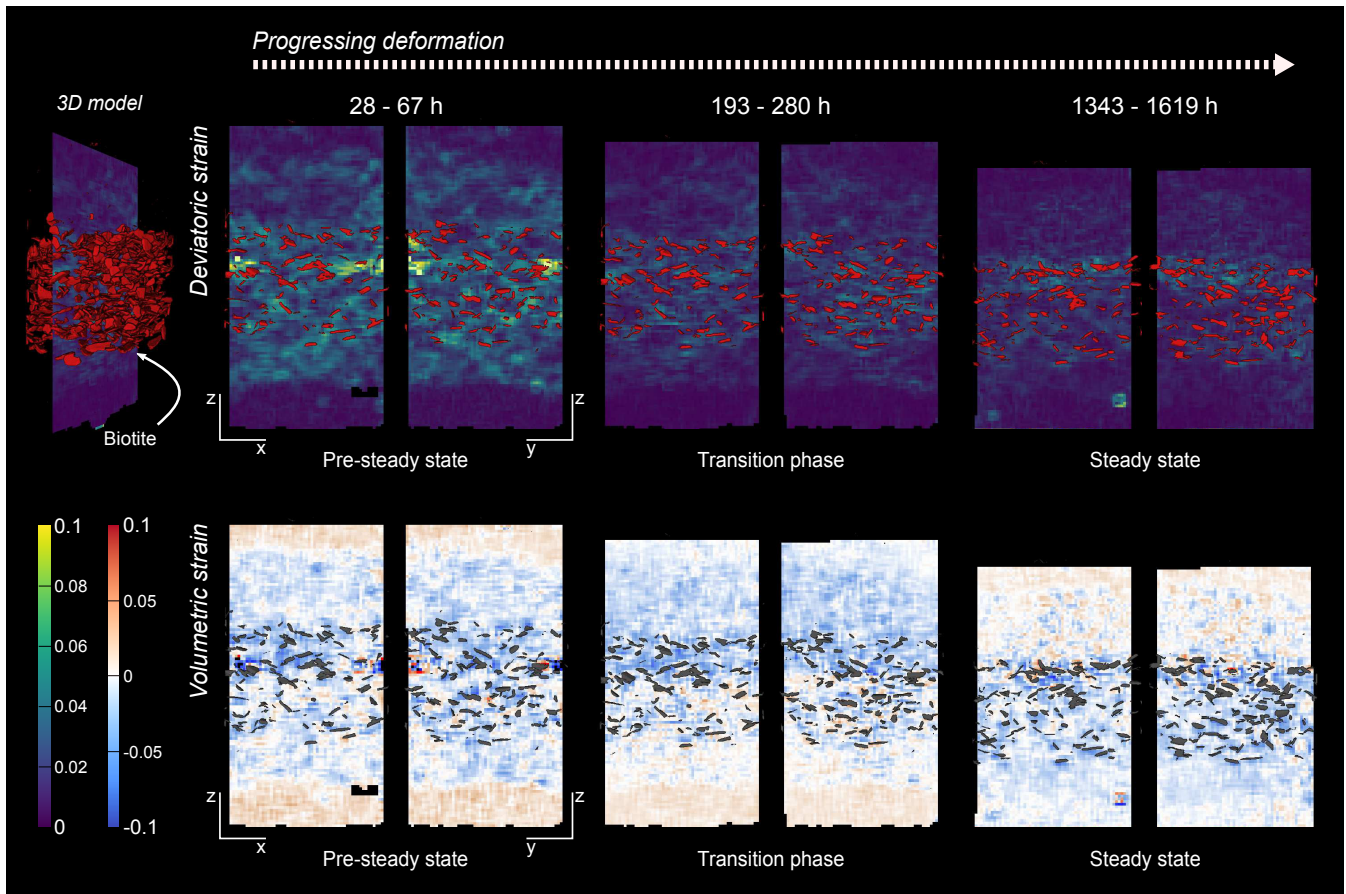 Progressing deformation
3D model
28 - 67 h
193 - 280 h
1343 - 1619 h
Deviatoric strain
Biotite
z
x
y
z
Pre-steady state
Transition phase
Steady state
Volumetric strain
0.1
0.08
0.06
0.04
0.02
0
0.1
0.05
0
-0.05
-0.1
z
x
y
z
Pre-steady state
Transition phase
Steady state